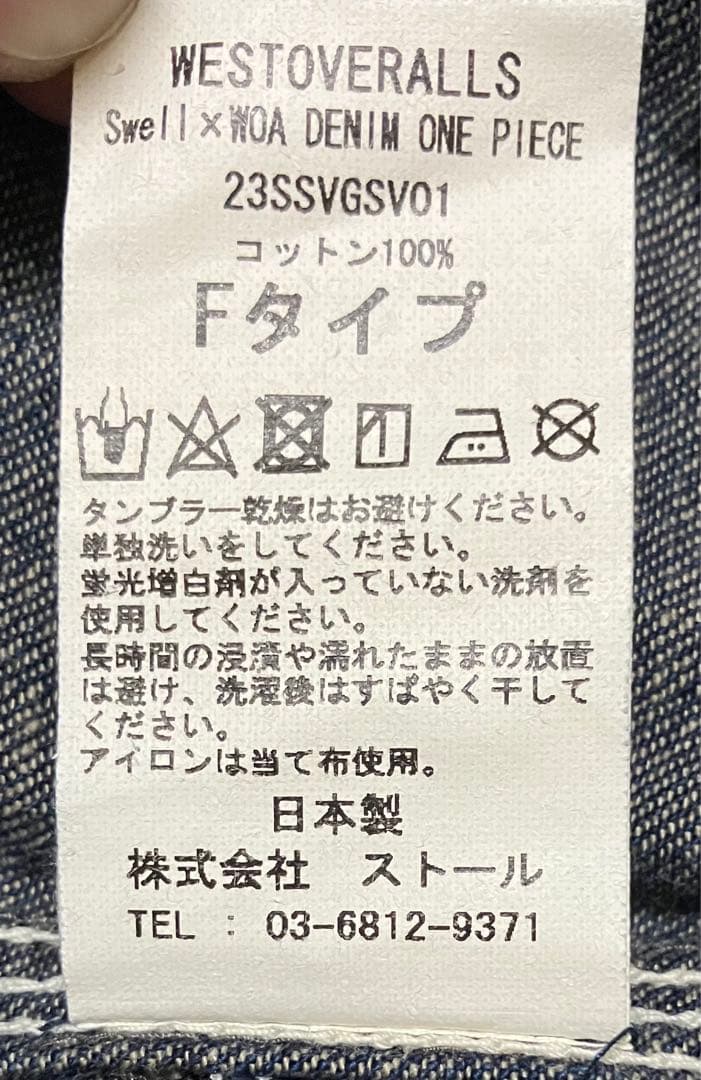 WESTOVERALLS
Swell×WOA DENIM ONE PIECE
23SSVGSV01
コットン100%
Fタイプ
タンブラー乾燥はお避けください。
単独洗いをしてください。
蛍光増白剤が入っていない洗剤を
使用してください。
長時間の浸漬や濡れたままの放置
は避け、洗濯後はすばやく干して
ください。
アイロンは当て布使用。
日本製
株式会社 ストール
TEL : 03-6812-9371